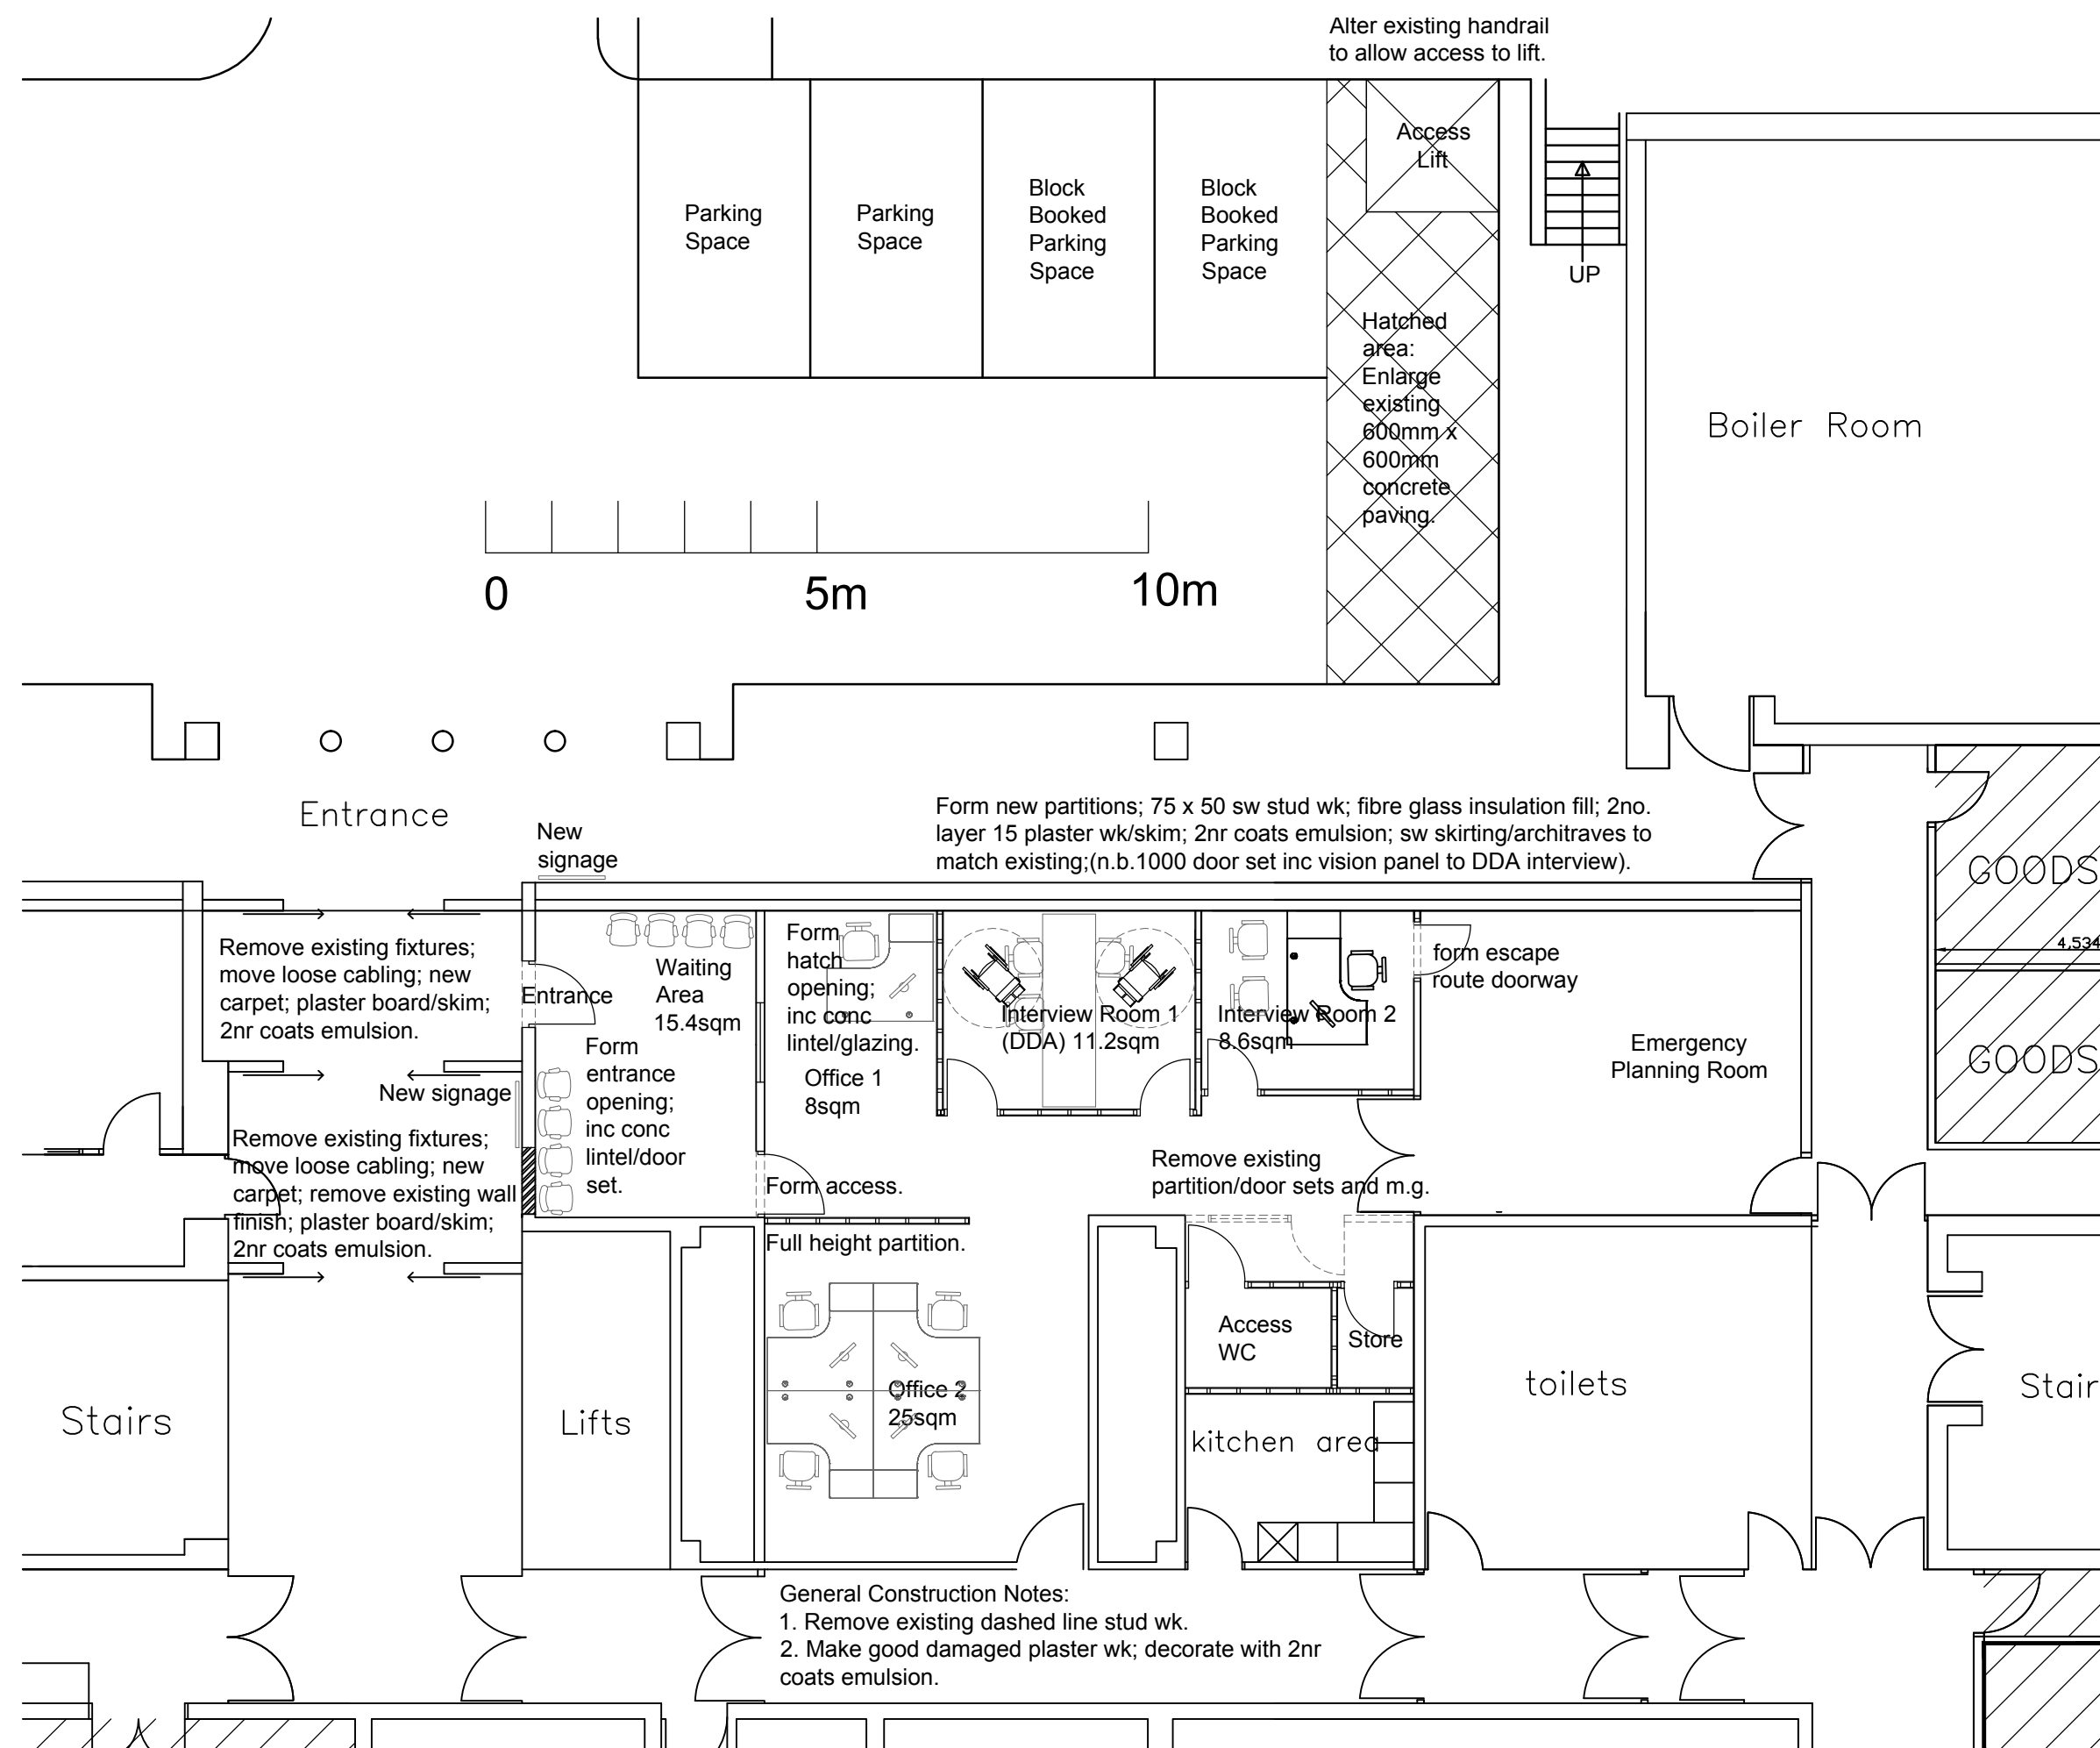 Alter existing handrail
to allow access to lift.
Access
Lift
Parking
Space
Parking
Space
Block
Booked
Parking
Space
Block
Booked
Parking
Space
UP
Hatched
area:
Enlarge
existing
600mm x
600mm
concrete
paving.
Boiler Room
0
5m
10m
Entrance
New
signage
Form new partitions; 75 x 50 sw stud wk; fibre glass insulation fill; 2no.
layer 15 plaster wk/skim; 2nr coats emulsion; sw skirting/architraves to
match existing;(n.b.1000 door set inc vision panel to DDA interview).
GOODS
4,534
GOODS
Remove existing fixtures;
move loose cabling; new
carpet; plaster board/skim;
2nr coats emulsion.
Entrance
Waiting
Area
15.4sqm
Form
hatch
opening;
inc conc
lintel/glazing.
Office 1
8sqm
Interview Room 1
(DDA) 11.2sqm
Interview Room 2
8.6sqm
form escape
route doorway
Emergency
Planning Room
Form
entrance
opening;
inc conc
lintel/door
set.
New signage
Remove existing fixtures;
move loose cabling; new
carpet; remove existing wall
finish; plaster board/skim;
2nr coats emulsion.
Form access.
Remove existing
partition/door sets and m.g.
Full height partition.
Access
WC
Store
Office 2
25sqm
Stairs
Lifts
kitchen area
toilets
Stair
General Construction Notes:
1. Remove existing dashed line stud wk.
2. Make good damaged plaster wk; decorate with 2nr
coats emulsion.